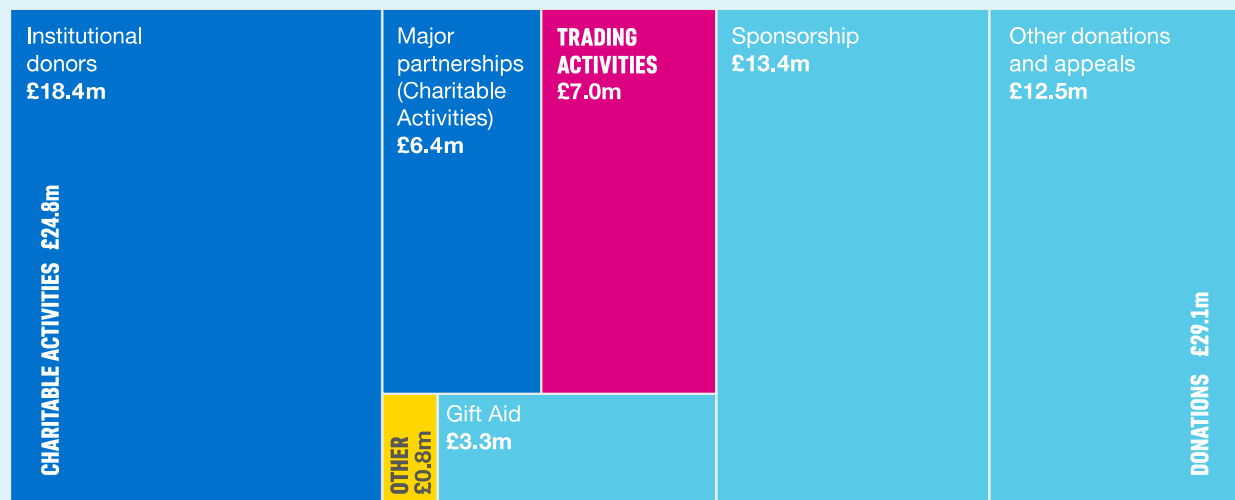 Institutional
donors
£18.4m
CHARITABLE ACTIVITIES £24.8m
Major
partnerships
(Charitable
Activities)
£6.4m
TRADING
ACTIVITIES
£7.0m
OTHER
£0.8m
Gift Aid
£3.3m
Sponsorship
£13.4m
Other donations
and appeals
£12.5m
DONATIONS £29.1m